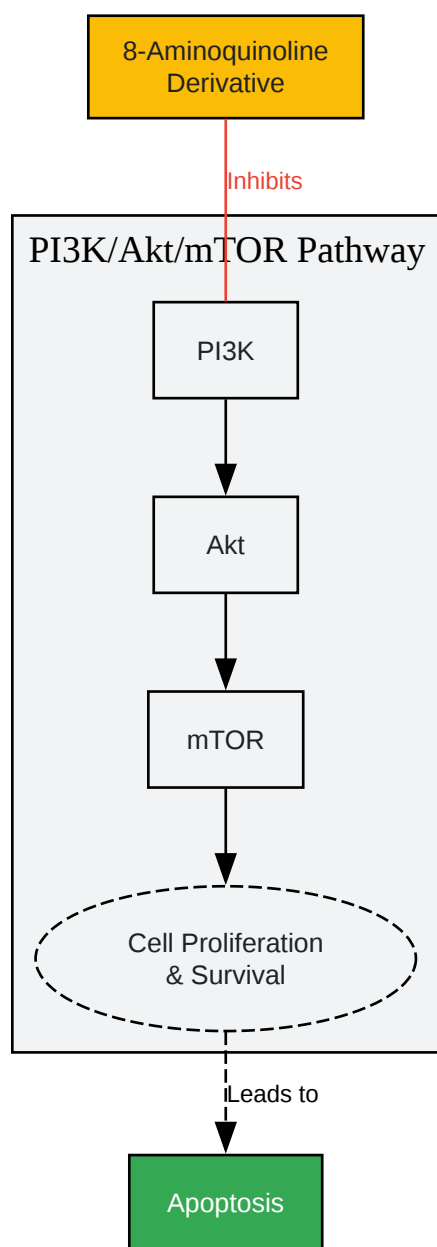 8-Aminoquinoline
Derivative
Inhibits
PI3K/Akt/mTOR Pathway
PI3K
Akt
mTOR
Cell Proliferation
& Survival
Leads to
Apoptosis